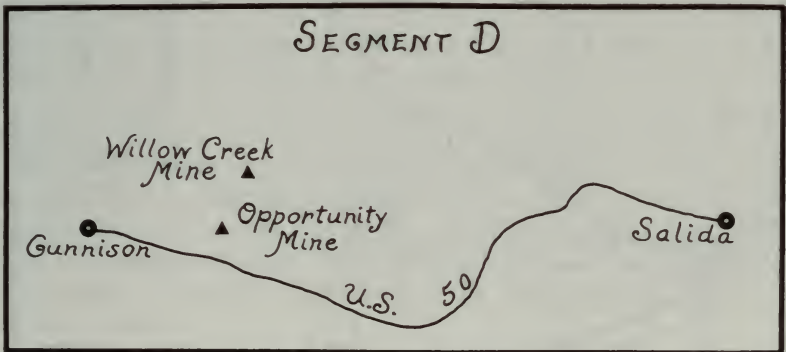 SEGMENT D
Willow Creek
Mine
Opportunity
Mine
Gunnison
Salida
U.S. 50